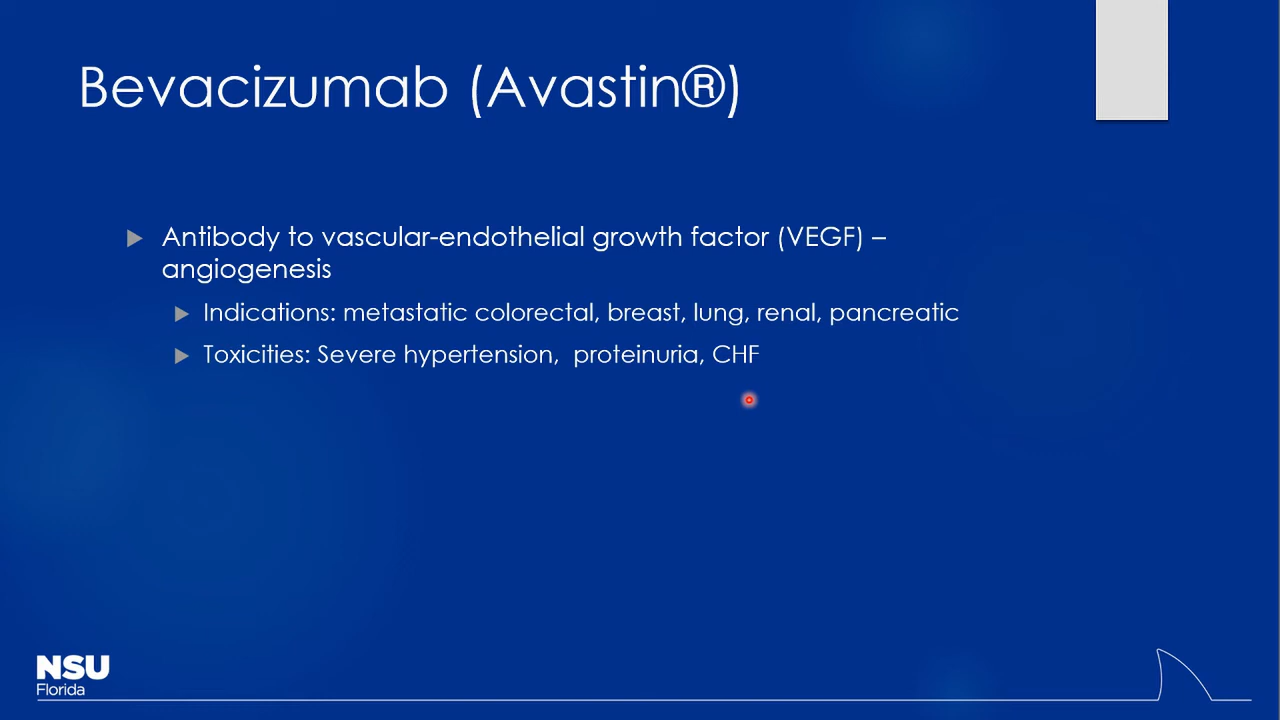 Bevacizumab (Avastin®)
Antibody to vascular-endothelial growth factor (VEGF) –
angiogenesis
Indications: metastatic colorectal, breast, lung, renal, pancreatic
Toxicities: Severe hypertension,  proteinuria, CHF
NSU
Florida